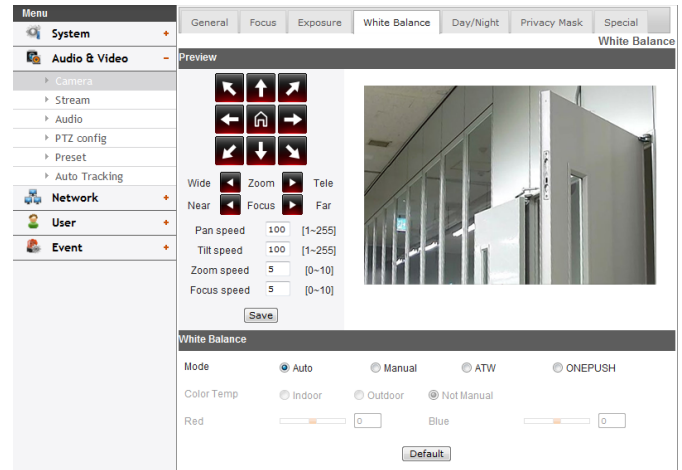 Menu
System +
Audio & Video -
Camera
Stream
Audio
PTZ config
Preset
Auto Tracking
Network +
User +
Event +
General Focus Exposure White Balance Day/Night Privacy Mask Special
White Balance
Preview
Wide Zoom Tele
Near Focus Far
Pan speed 100 [1~255]
Tilt speed 100 [1~255]
Zoom speed 5 [0~10]
Focus speed 5 [0~10]
Save
White Balance
Mode Auto Manual ATW ONEPUSH
Color Temp Indoor Outdoor Not Manual
Red 0 Blue 0
Default